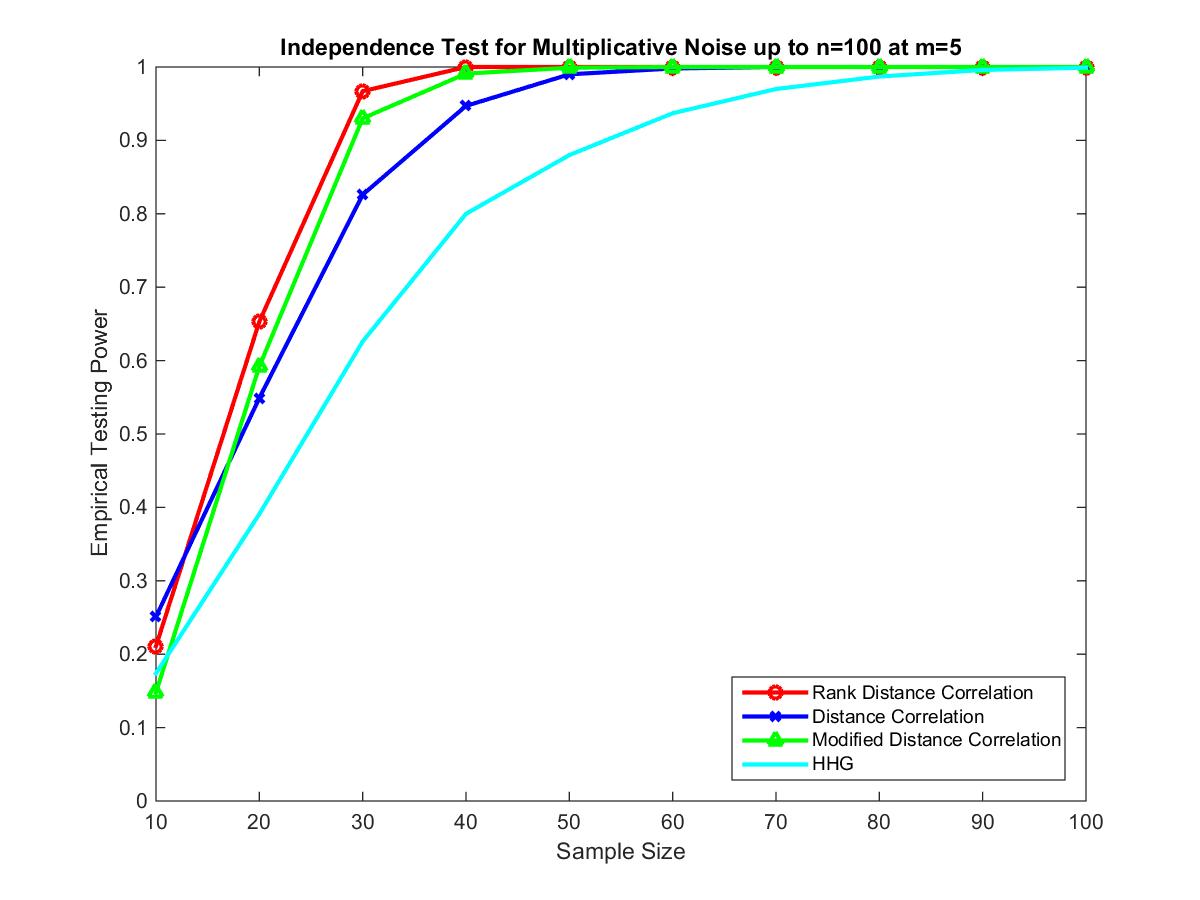 Independence Test for Multiplicative Noise up to n=100 at m=5
1
0.9
0.8
0.7
0.6
0.5
0.4
0.3
0.2
0.1
0
Empirical Testing Power
10 20 30 40 50 60 70 80 90 100
Sample Size
Rank Distance Correlation
Distance Correlation
Modified Distance Correlation
HHG